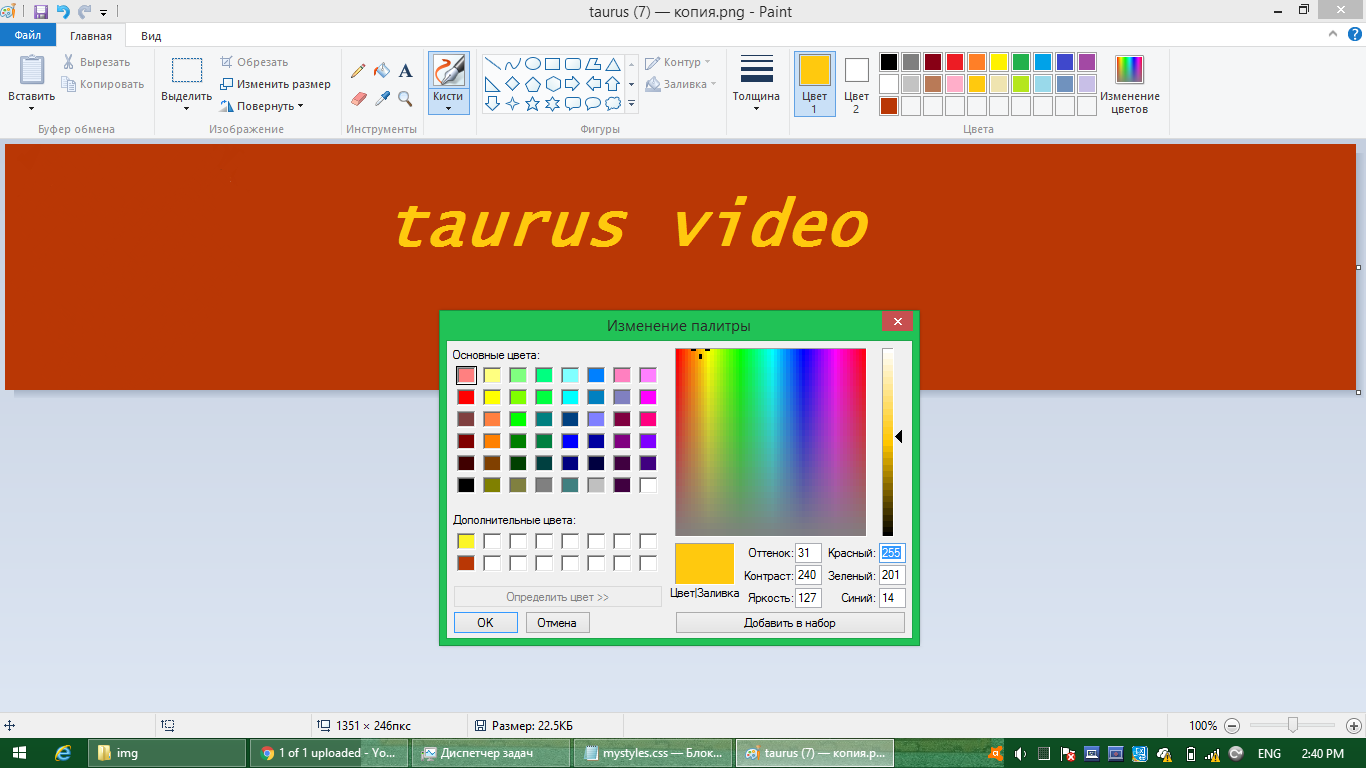 taurus (7) — копия.png - Paint
Файл Главная Вид
Вставить
Вырезать
Копировать
Буфер обмена
Выделить
Обрезать
Изменить размер
Повернуть
Изображение
A
Инструменты
Кисти
Контур
Заливка
Фигуры
Толщина
Цвет
1
Цвет
2
Изменение
цветов
Цвета
taurus video
Изменение палитры
Основные цвета:
Дополнительные цвета:
Определить цвет >>
OK Отмена
Цвет|Заливка
Оттенок: 31 Красный: 255
Контраст: 240 Зеленый: 201
Яркость: 127 Синий: 14
Добавить в набор
1351 × 246пкс
Размер: 22.5КБ
100%
img
1 of 1 uploaded - Yo...
Диспетчер задач
mystyles.css — Блок...
taurus (7) — копия.p...
ENG
2:40 PM